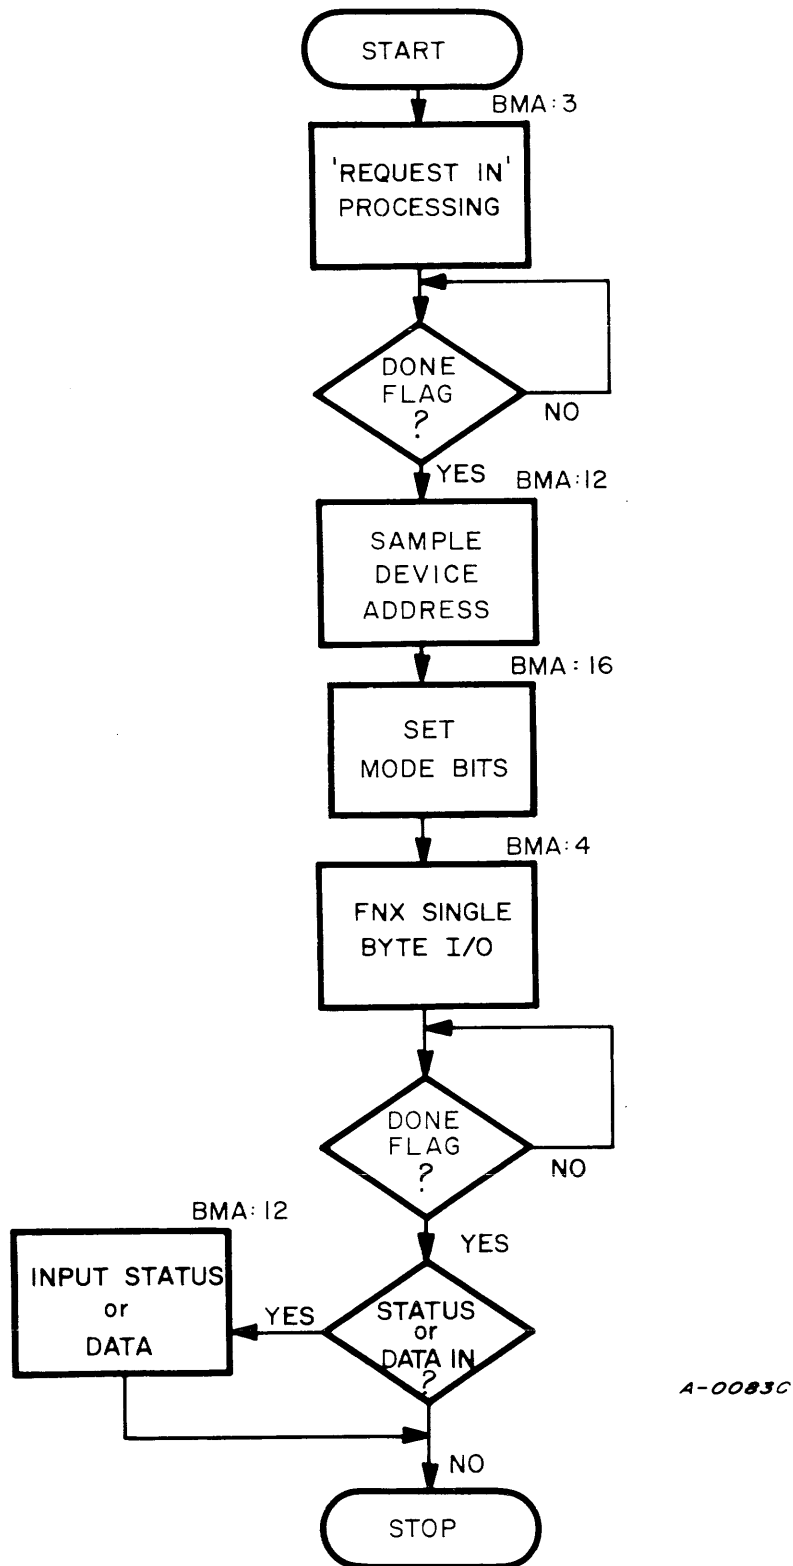 START
BMA:3
'REQUEST IN'
PROCESSING
DONE
FLAG
?
NO
YES
BMA:12
SAMPLE
DEVICE
ADDRESS
BMA:16
SET
MODE BITS
BMA:4
FNX SINGLE
BYTE I/O
DONE
FLAG
?
NO
YES
BMA:12
INPUT STATUS
or
DATA
YES
STATUS
or
DATA IN
?
NO
STOP
A-0083C